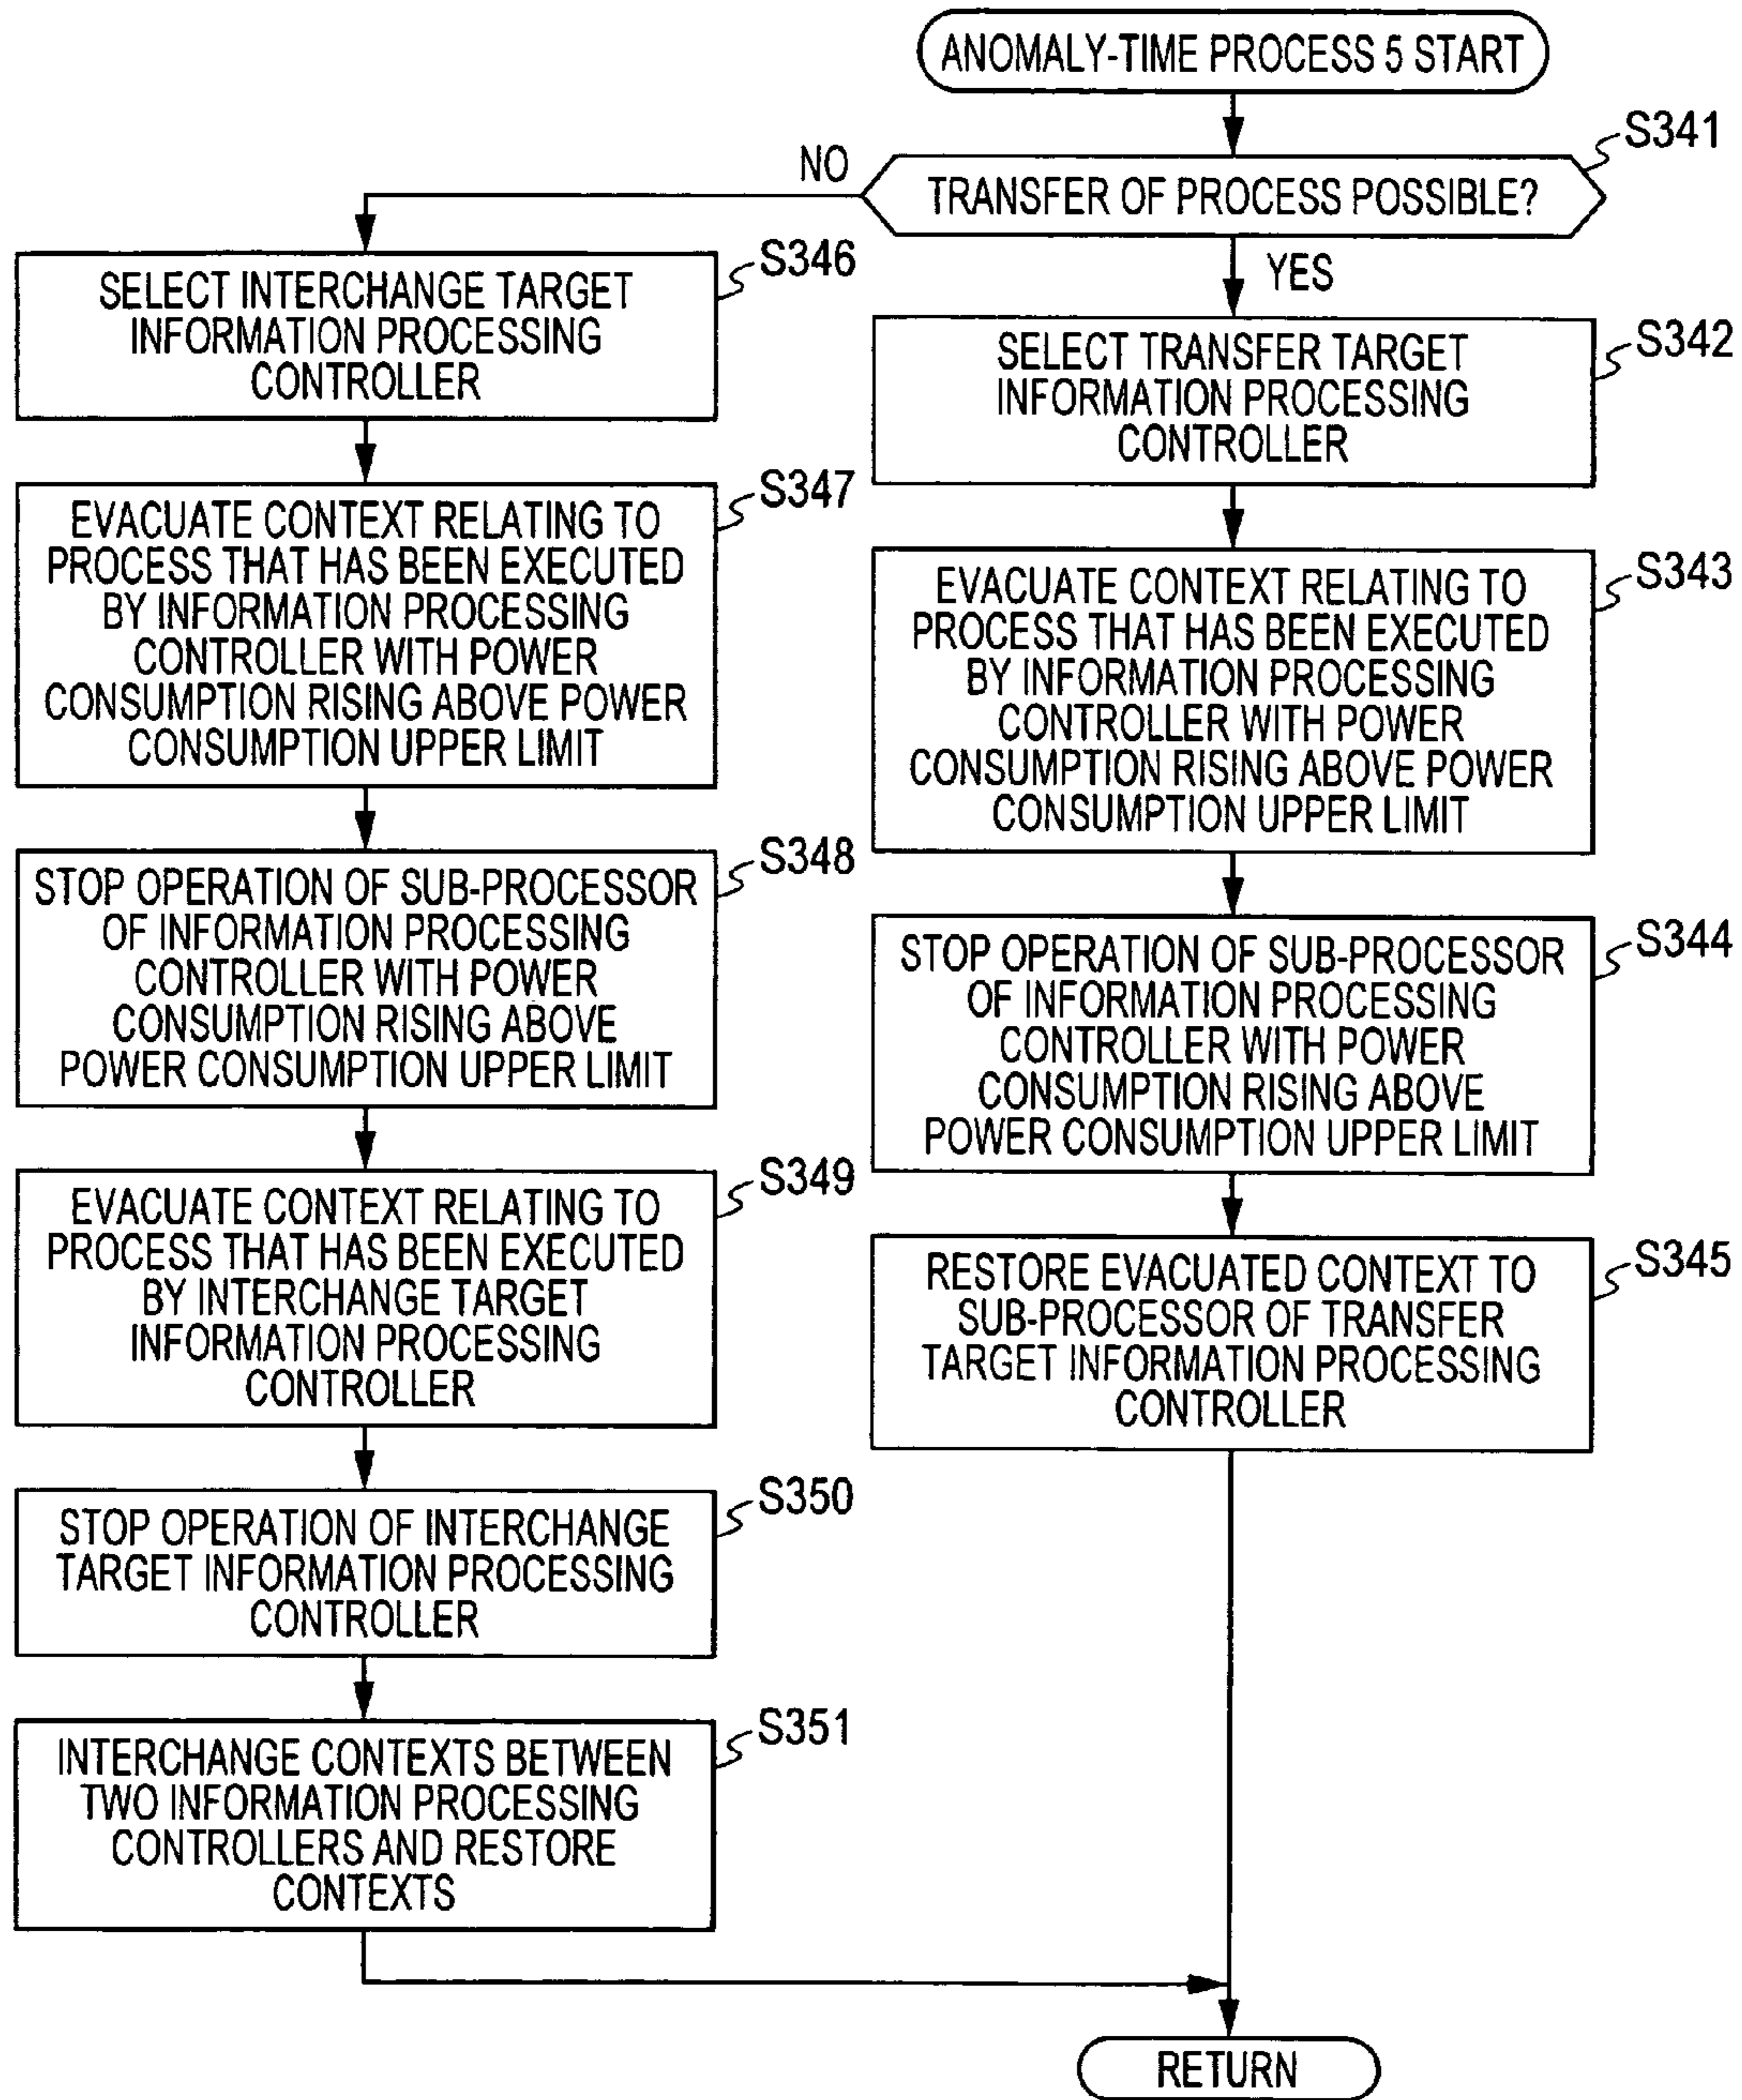 ANOMALY-TIME PROCESS 5 START
S341
TRANSFER OF PROCESS POSSIBLE?
NO
YES
S342
SELECT TRANSFER TARGET
INFORMATION PROCESSING
CONTROLLER
S343
EVACUATE CONTEXT RELATING TO
PROCESS THAT HAS BEEN EXECUTED
BY INFORMATION PROCESSING
CONTROLLER WITH POWER
CONSUMPTION RISING ABOVE POWER
CONSUMPTION UPPER LIMIT
S344
STOP OPERATION OF SUB-PROCESSOR
OF INFORMATION PROCESSING
CONTROLLER WITH POWER
CONSUMPTION RISING ABOVE
POWER CONSUMPTION UPPER LIMIT
S345
RESTORE EVACUATED CONTEXT TO
SUB-PROCESSOR OF TRANSFER
TARGET INFORMATION PROCESSING
CONTROLLER
S346
SELECT INTERCHANGE TARGET
INFORMATION PROCESSING
CONTROLLER
S347
EVACUATE CONTEXT RELATING TO
PROCESS THAT HAS BEEN EXECUTED
BY INFORMATION PROCESSING
CONTROLLER WITH POWER
CONSUMPTION RISING ABOVE POWER
CONSUMPTION UPPER LIMIT
S348
STOP OPERATION OF SUB-PROCESSOR
OF INFORMATION PROCESSING
CONTROLLER WITH POWER
CONSUMPTION RISING ABOVE
POWER CONSUMPTION UPPER LIMIT
S349
EVACUATE CONTEXT RELATING TO
PROCESS THAT HAS BEEN EXECUTED
BY INTERCHANGE TARGET
INFORMATION PROCESSING
CONTROLLER
S350
STOP OPERATION OF INTERCHANGE
TARGET INFORMATION PROCESSING
CONTROLLER
S351
INTERCHANGE CONTEXTS BETWEEN
TWO INFORMATION PROCESSING
CONTROLLERS AND RESTORE
CONTEXTS
RETURN